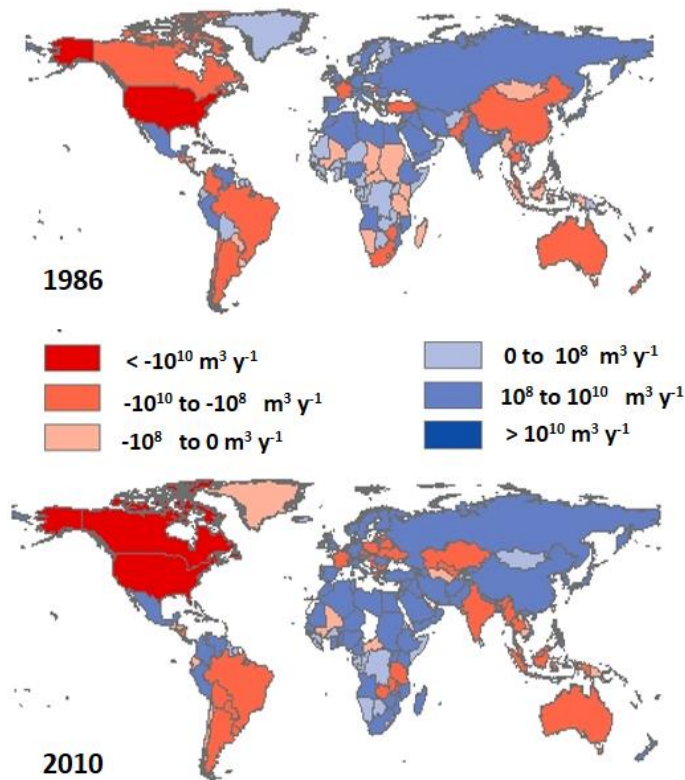 1986
< -10¹⁰ m³ y⁻¹
-10¹⁰ to -10⁸ m³ y⁻¹
-10⁸ to 0 m³ y⁻¹
0 to 10⁸ m³ y⁻¹
10⁸ to 10¹⁰ m³ y⁻¹
> 10¹⁰ m³ y⁻¹
2010